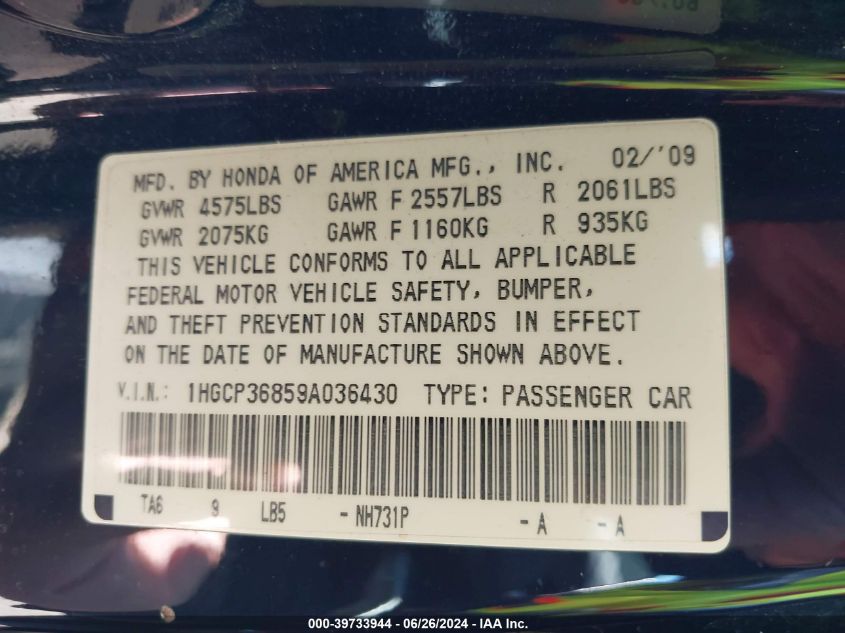 MFD. BY HONDA OF AMERICA MFG., INC. 02/'09
GVWR 4575LBS GAWR F 2557LBS R 2061LBS
GVWR 2075KG GAWR F 1160KG R 935KG
THIS VEHICLE CONFORMS TO ALL APPLICABLE
FEDERAL MOTOR VEHICLE SAFETY, BUMPER,
AND THEFT PREVENTION STANDARDS IN EFFECT
ON THE DATE OF MANUFACTURE SHOWN ABOVE.
V.I.N.: 1HGCP36859A036430 TYPE: PASSENGER CAR
TA6 9 LB5 - NH731P - A - A
000-39733944 / 06/26/2024 - IAA Inc.